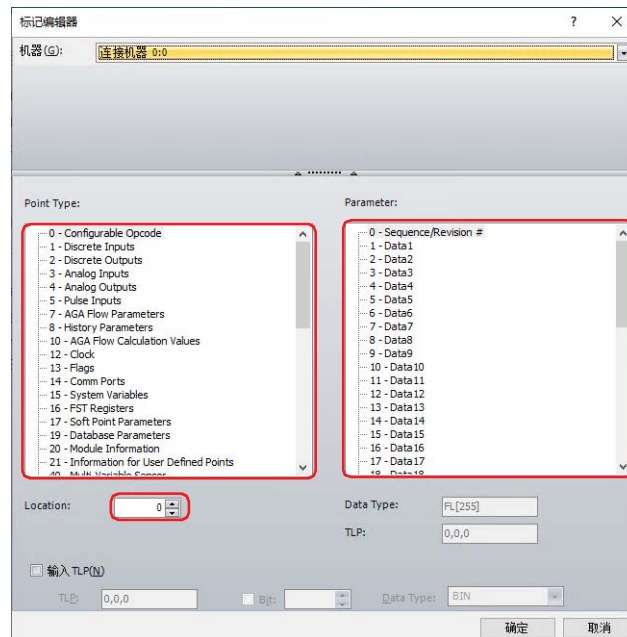 标记编辑器
?
机器(G):
连接机器 0:0
Point Type:
0 - Configurable Opcode
1 - Discrete Inputs
2 - Discrete Outputs
3 - Analog Inputs
4 - Analog Outputs
5 - Pulse Inputs
7 - AGA Flow Parameters
8 - History Parameters
10 - AGA Flow Calculation Values
12 - Clock
13 - Flags
14 - Comm Ports
15 - System Variables
16 - FST Registers
17 - Soft Point Parameters
19 - Database Parameters
20 - Module Information
21 - Information for User Defined Points
40 - Multi Variable Sensor
Parameter:
0 - Sequence/Revision #
1 - Data1
2 - Data2
3 - Data3
4 - Data4
5 - Data5
6 - Data6
7 - Data7
8 - Data8
9 - Data9
10 - Data10
11 - Data11
12 - Data12
13 - Data13
14 - Data14
15 - Data15
16 - Data16
17 - Data17
18 - Data18
Location:
0
Data Type:
FL[255]
TLP:
0,0,0
输入 TLP(N)
TLP:
0,0,0
Bit:
Data Type:
BIN
确定
取消